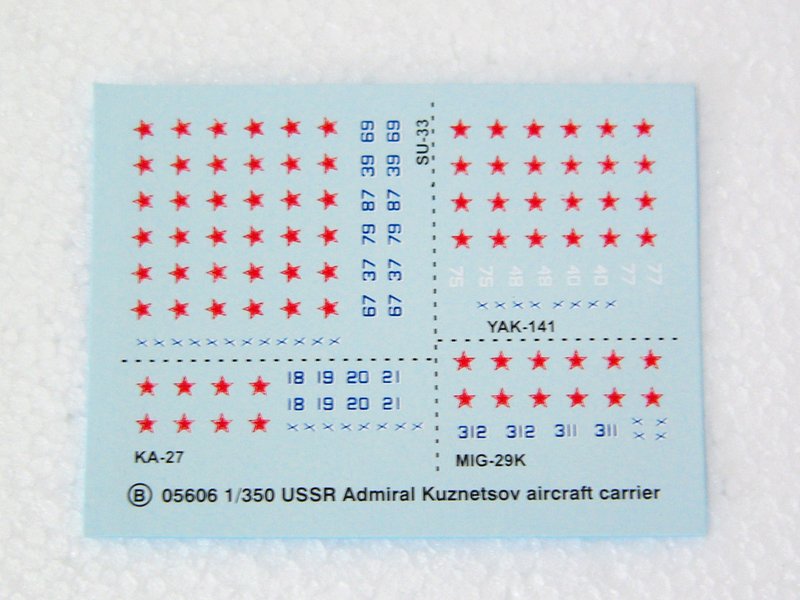 69 69
39 39
87 87
79 79
37 37
67 67
SU-33
75 75 48 48 40 40 77 77
YAK-141
18 19 20 21
18 19 20 21
KA-27
312 312 311 311
MIG-29K
B 05606 1/350 USSR Admiral Kuznetsov aircraft carrier